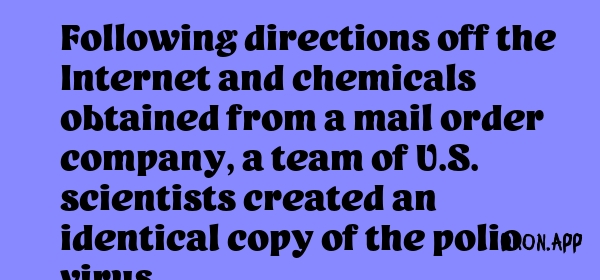 Following directions off the
Internet and chemicals
obtained from a mail order
company, a team of U.S.
scientists created an
identical copy of the polio
virus